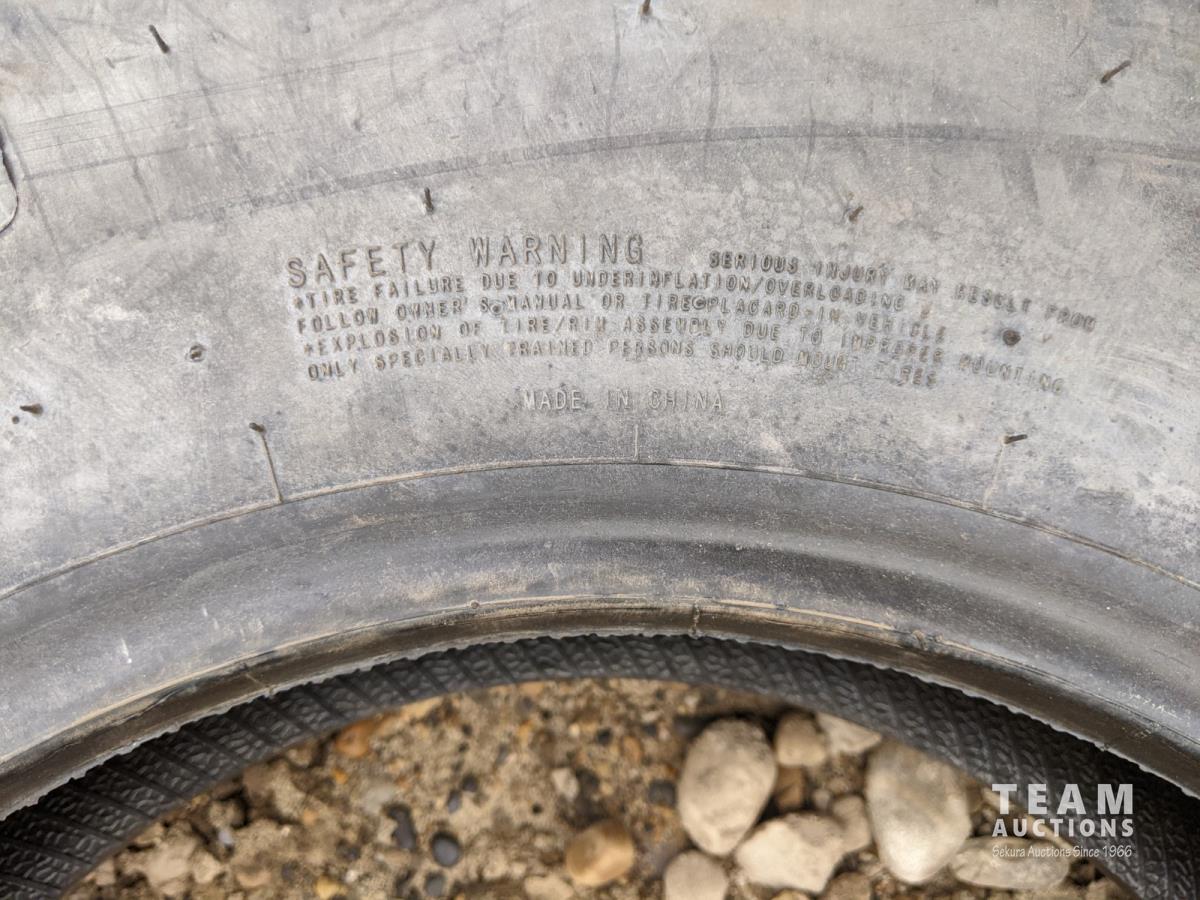 SAFETY WARNING SERIOUS INJURY MAY RESULT FROM
*TIRE FAILURE DUE TO UNDERINFLATION/OVERLOADING
FOLLOW OWNER'S MANUAL OR TIRE PLACARD-IN VEHICLE
*EXPLOSION OF TIRE/RIM ASSEMBLY DUE TO IMPROPER MOUNTING
ONLY SPECIALLY TRAINED PERSONS SHOULD MOUNT TIRES
MADE IN CHINA
TEAM
AUCTIONS
Sekura Auctions Since 1966